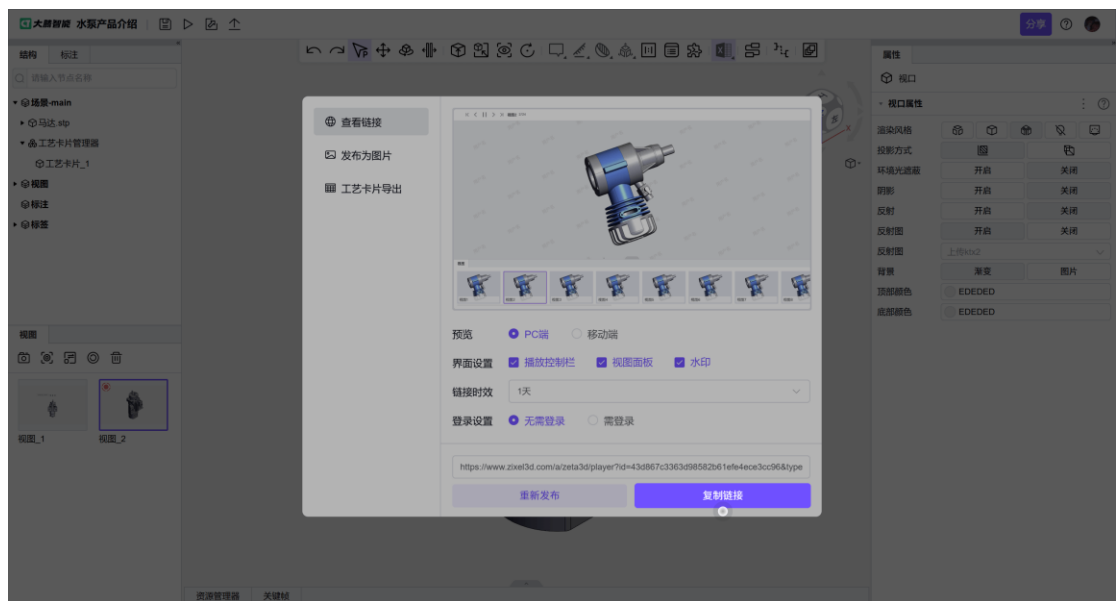 大腾智能 水泵产品介绍
分享
结构 标注
请输入节点名称
场景-main
马达.stp
工艺卡片管理器
工艺卡片_1
视图
标注
标签
视图
视图_1 视图_2
资源管理器 关键帧
查看链接
发布为图片
工艺卡片导出
预览 PC端 移动端
界面设置 播放控制栏 视图面板 水印
链接时效 1天
登录设置 无需登录 需登录
https://www.zixel3d.com/a/zeta3d/player?id=43d867c3363d98582b61efe4ece3cc96&type
重新发布 复制链接
属性
视口
视口属性
渲染风格
投影方式
环境光遮蔽 开启 关闭
阴影 开启 关闭
反射 开启 关闭
反射图 开启 关闭
反射图 上传ktx2
背景 渐变 图片
顶部颜色 EDEDED
底部颜色 EDEDED